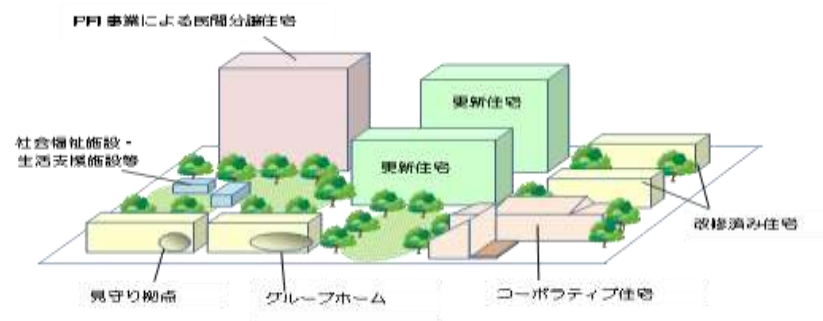 PFI 事業による民間分譲住宅
更新住宅
社会福祉施設・
生活支援施設等
更新住宅
改修済み住宅
見守り拠点
グループホーム
コーポラティブ住宅